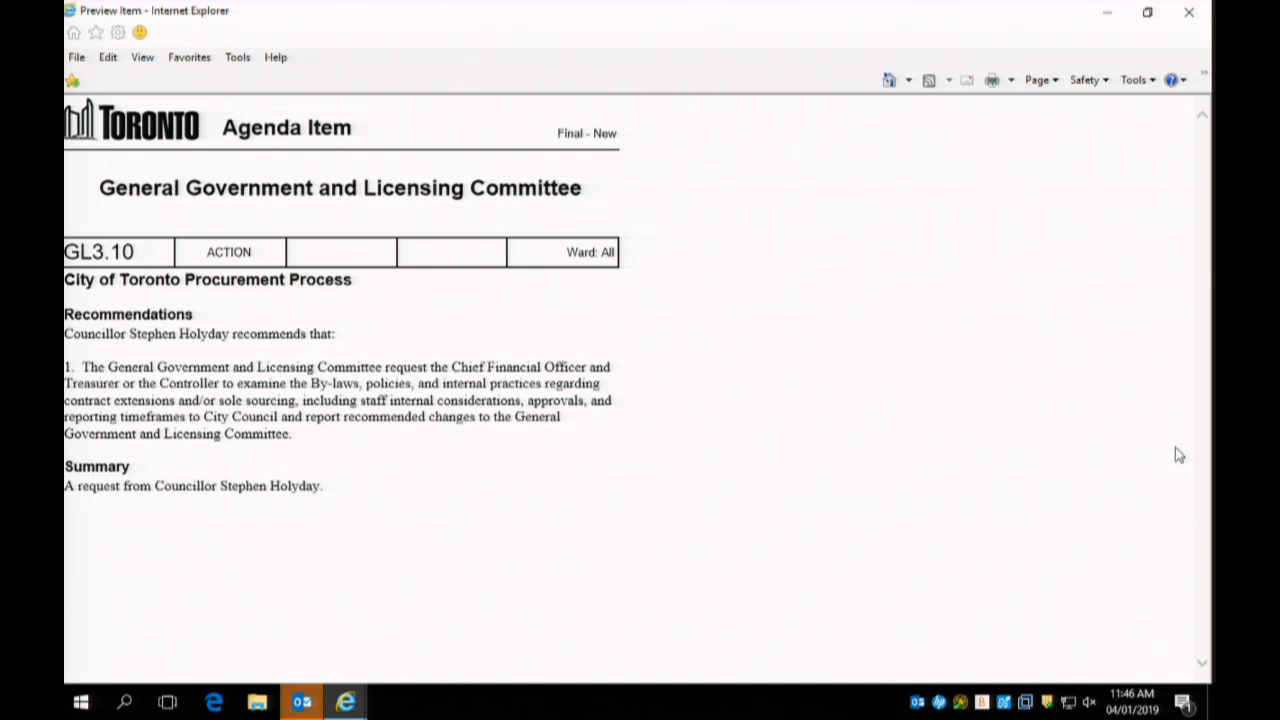 Preview Item - Internet Explorer
File Edit View Favorites Tools Help
Page Safety Tools
TORONTO Agenda Item Final - New
General Government and Licensing Committee
GL3.10 ACTION Ward: All
City of Toronto Procurement Process
Recommendations
Councillor Stephen Holyday recommends that:
1. The General Government and Licensing Committee request the Chief Financial Officer and
Treasurer or the Controller to examine the By-laws, policies, and internal practices regarding
contract extensions and/or sole sourcing, including staff internal considerations, approvals, and
reporting timeframes to City Council and report recommended changes to the General
Government and Licensing Committee.
Summary
A request from Councillor Stephen Holyday.
11:46 AM
04/01/2019